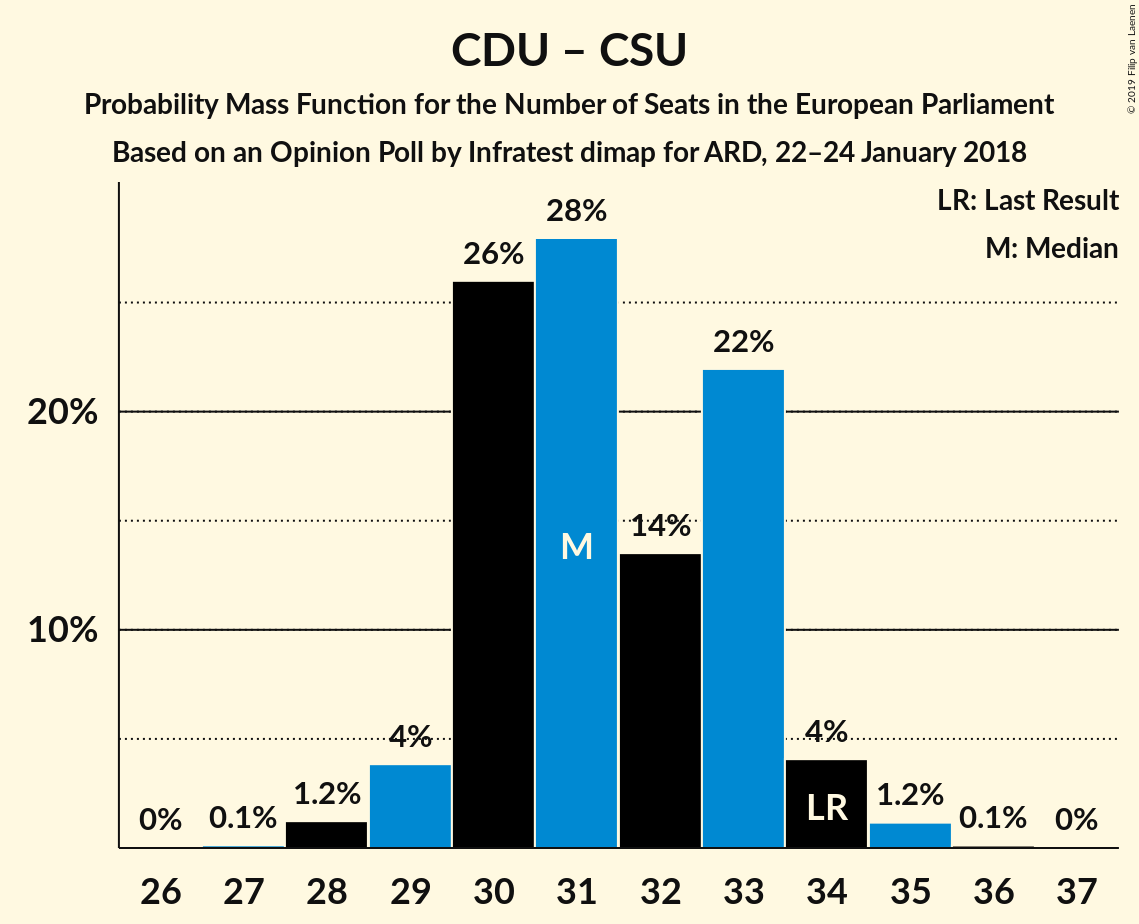 CDU – CSU
Probability Mass Function for the Number of Seats in the European Parliament
Based on an Opinion Poll by Infratest dimap for ARD, 22–24 January 2018
© 2019 Filip van Laenen
LR: Last Result
M: Median
28%
26%
22%
20%
14%
M
10%
4%
4%
LR
1.2%
1.2%
0%
0.1%
0.1%
0%
26 27 28 29 30 31 32 33 34 35 36 37